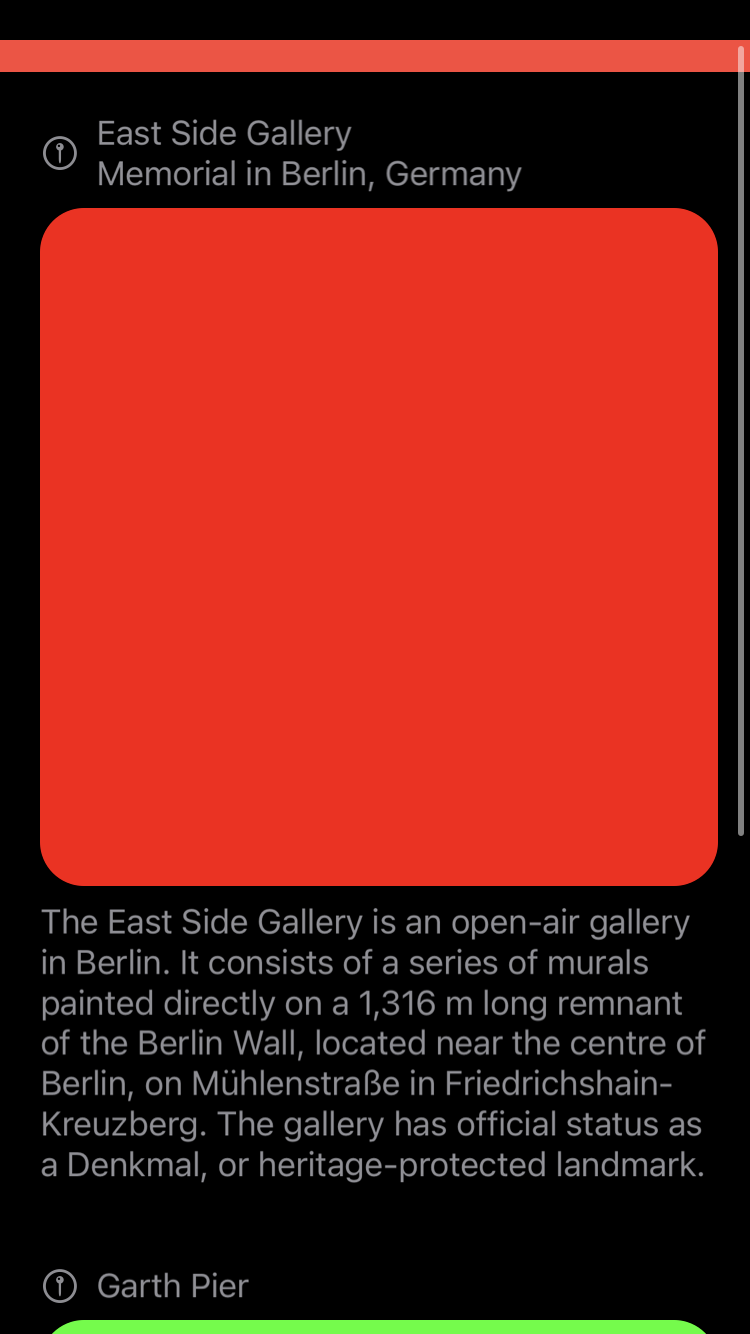 East Side Gallery
Memorial in Berlin, Germany
The East Side Gallery is an open-air gallery
in Berlin. It consists of a series of murals
painted directly on a 1,316 m long remnant
of the Berlin Wall, located near the centre of
Berlin, on Mühlenstraße in Friedrichshain-
Kreuzberg. The gallery has official status as
a Denkmal, or heritage-protected landmark.
Garth Pier